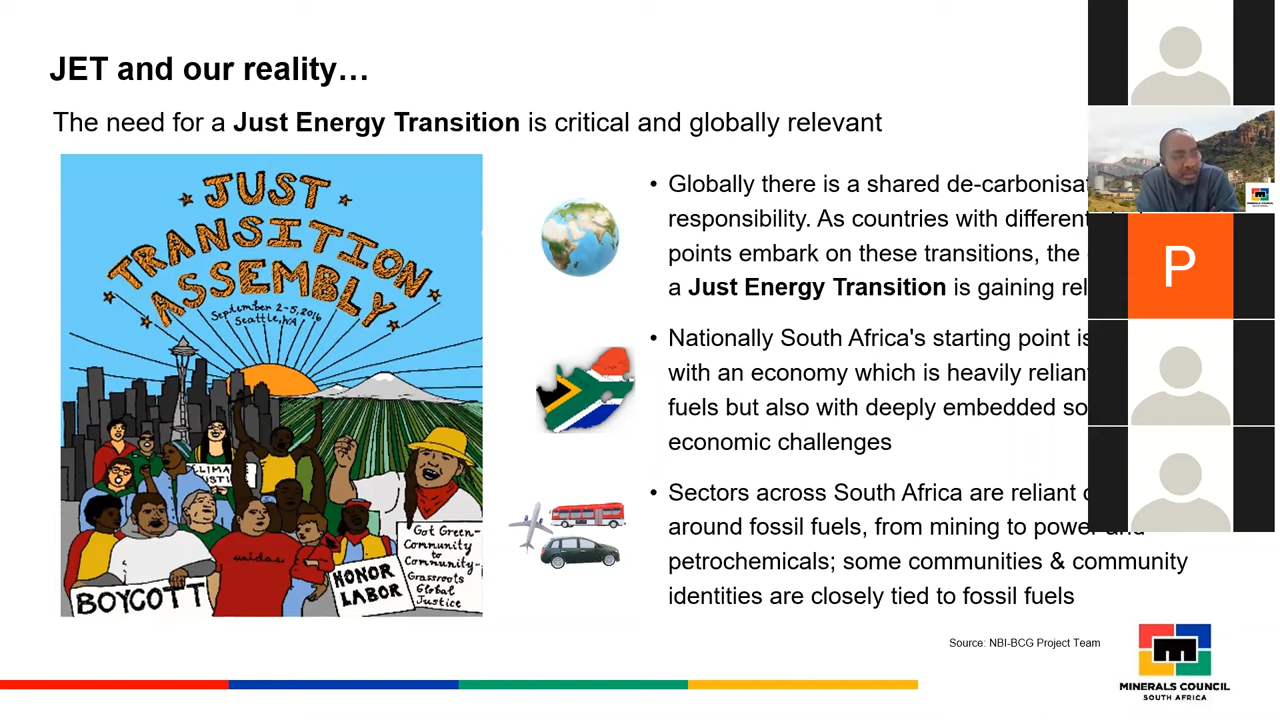 JET and our reality…
The need for a Just Energy Transition is critical and globally relevant
JUST
TRANSITION
ASSEMBLY
September 2-5, 2016
Seattle, WA
CLIMA
USTI
unidos
BOYCOTT
HONOR
LABOR
Got Green-
Community
to
Community-
Grassroots
Global
Justice
• Globally there is a shared de-carbonisa
responsibility. As countries with different
points embark on these transitions, the
a Just Energy Transition is gaining rel
• Nationally South Africa's starting point is
with an economy which is heavily relian
fuels but also with deeply embedded so
economic challenges
• Sectors across South Africa are reliant
around fossil fuels, from mining to power and
petrochemicals; some communities & community
identities are closely tied to fossil fuels
P
Source: NBI-BCG Project Team
m
MINERALS COUNCIL
SOUTH AFRICA
MINERALS COUNCIL